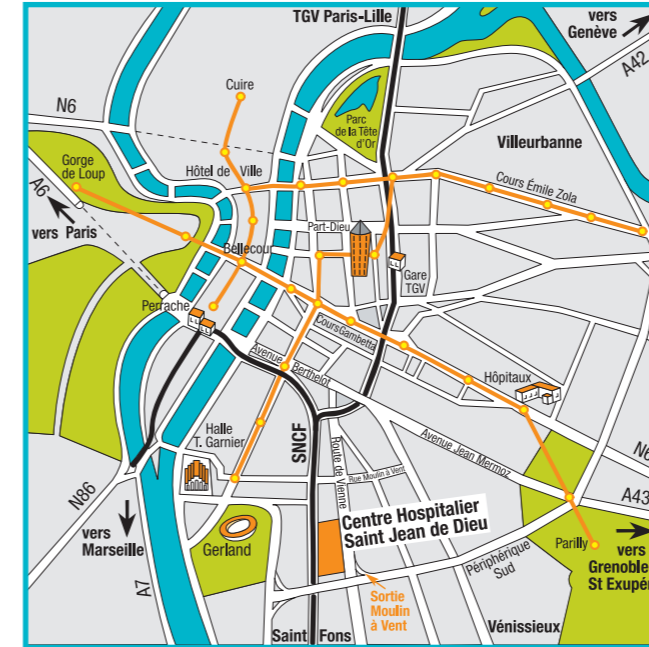 TGV Paris-Lille
vers
Genève
A42
Cuire
N6
Parc
de la Tête
d'Or
Villeurbanne
Gorge
de Loup
Hôtel de Ville
A6
Cours Émile Zola
vers Paris
Part-Dieu
Bellecour
Gare
TGV
Perrache
Cours Gambetta
Avenue Berthelot
Hôpitaux
Halle
T. Garnier
SNCF
Route de Vienne
Avenue Jean Mermoz
Rue Moulin à Vent
N6
N86
A43
Centre Hospitalier
Saint Jean de Dieu
vers
Marseille
Gerland
Parilly
vers
Grenoble
St Exupér
Périphérique
Sud
A7
Sortie
Moulin
à Vent
Saint Fons
Vénissieux